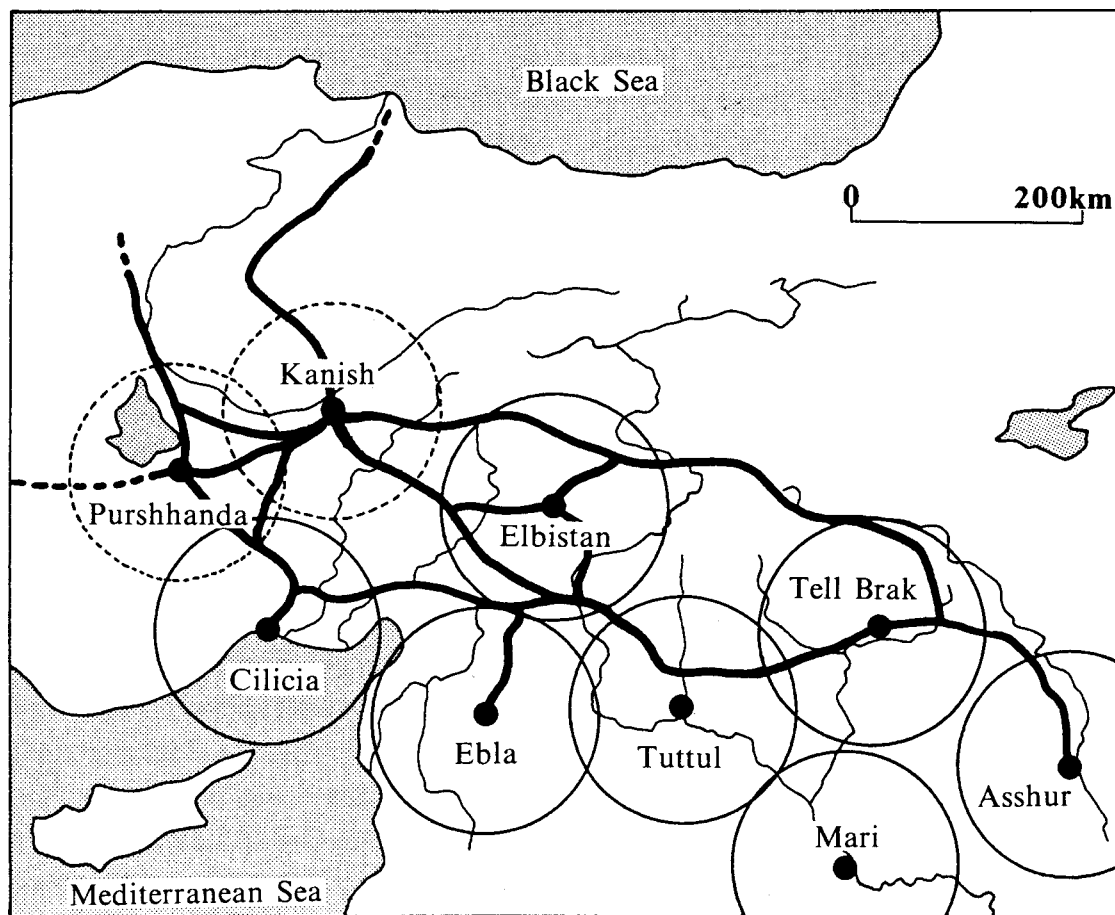 Black Sea
0 200km
Kanish
Purshhanda
Elbistan
Tell Brak
Cilicia
Ebla
Tuttul
Asshur
Mari
Mediterranean Sea